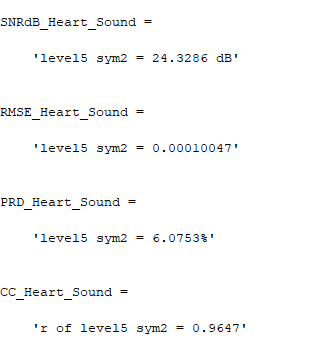 SNRdB_Heart_Sound =
'level5 sym2 = 24.3286 dB'
RMSE_Heart_Sound =
'level5 sym2 = 0.00010047'
PRD_Heart_Sound =
'level5 sym2 = 6.0753%'
CC_Heart_Sound =
'r of level5 sym2 = 0.9647'